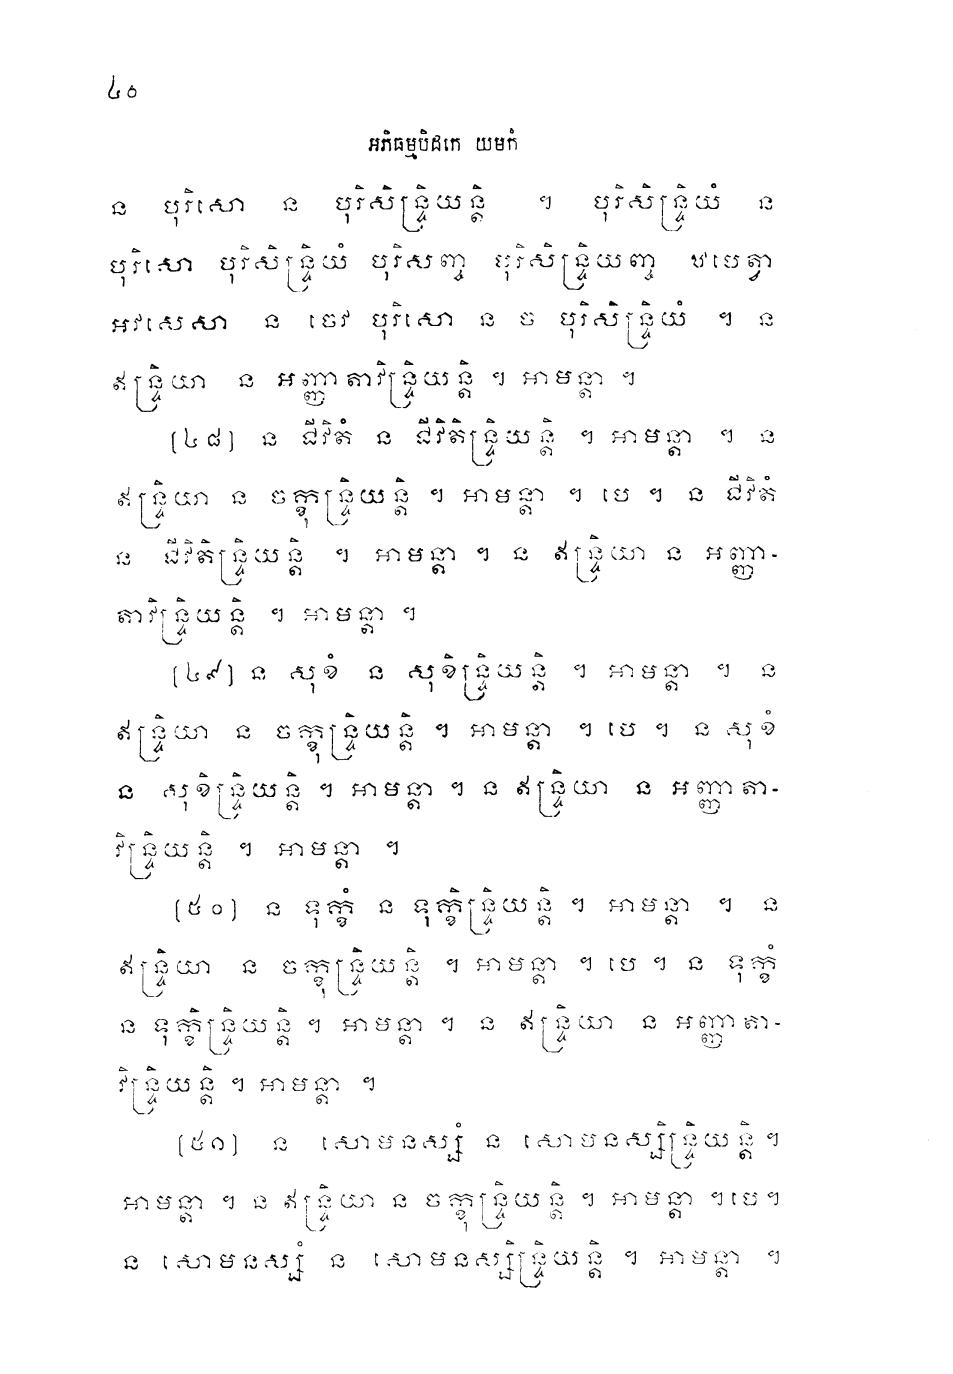 ៤០
អភិធម្មបិដកេ យមកំ
ន បុរិសោ ន បុរិសិន្ទ្រិយន្តិ ។ បុរិសិន្ទ្រិយំ ន
បុរិសោ បុរិសិន្ទ្រិយំ បុរិសញ្ច បុរិសិន្ទ្រិយញ្ច ឋបេត្វា
អវសេសា ន ចេវ បុរិសោ ន ច បុរិសិន្ទ្រិយំ ។ ន
ឥន្ទ្រិយា ន អញ្ញាតាវិន្ទ្រិយន្តិ ។ អាមន្តា ។
[៤៨] ន ជីវិតំ ន ជីវិតិន្ទ្រិយន្តិ ។ អាមន្តា ។ ន
ឥន្ទ្រិយា ន ចក្ខុន្ទ្រិយន្តិ ។ អាមន្តា ។ បេ ។ ន ជីវិតំ
ន ជីវិតិន្ទ្រិយន្តិ ។ អាមន្តា ។ ន ឥន្ទ្រិយា ន អញ្ញា-
តាវិន្ទ្រិយន្តិ ។ អាមន្តា ។
[៤៩] ន សុខំ ន សុខិន្ទ្រិយន្តិ ។ អាមន្តា ។ ន
ឥន្ទ្រិយា ន ចក្ខុន្ទ្រិយន្តិ ។ អាមន្តា ។ បេ ។ ន សុខំ
ន សុខិន្ទ្រិយន្តិ ។ អាមន្តា ។ ន ឥន្ទ្រិយា ន អញ្ញាតា-
វិន្ទ្រិយន្តិ ។ អាមន្តា ។
[៥០] ន ទុក្ខំ ន ទុក្ខិន្ទ្រិយន្តិ ។ អាមន្តា ។ ន
ឥន្ទ្រិយា ន ចក្ខុន្ទ្រិយន្តិ ។ អាមន្តា ។ បេ ។ ន ទុក្ខំ
ន ទុក្ខិន្ទ្រិយន្តិ ។ អាមន្តា ។ ន ឥន្ទ្រិយា ន អញ្ញាតា-
វិន្ទ្រិយន្តិ ។ អាមន្តា ។
[៥១] ន សោមនស្សំ ន សោមនស្សិន្ទ្រិយន្តិ ។
អាមន្តា ។ ន ឥន្ទ្រិយា ន ចក្ខុន្ទ្រិយន្តិ ។ អាមន្តា ។ បេ។
ន សោមនស្សំ ន សោមនស្សិន្ទ្រិយន្តិ ។ អាមន្តា ។